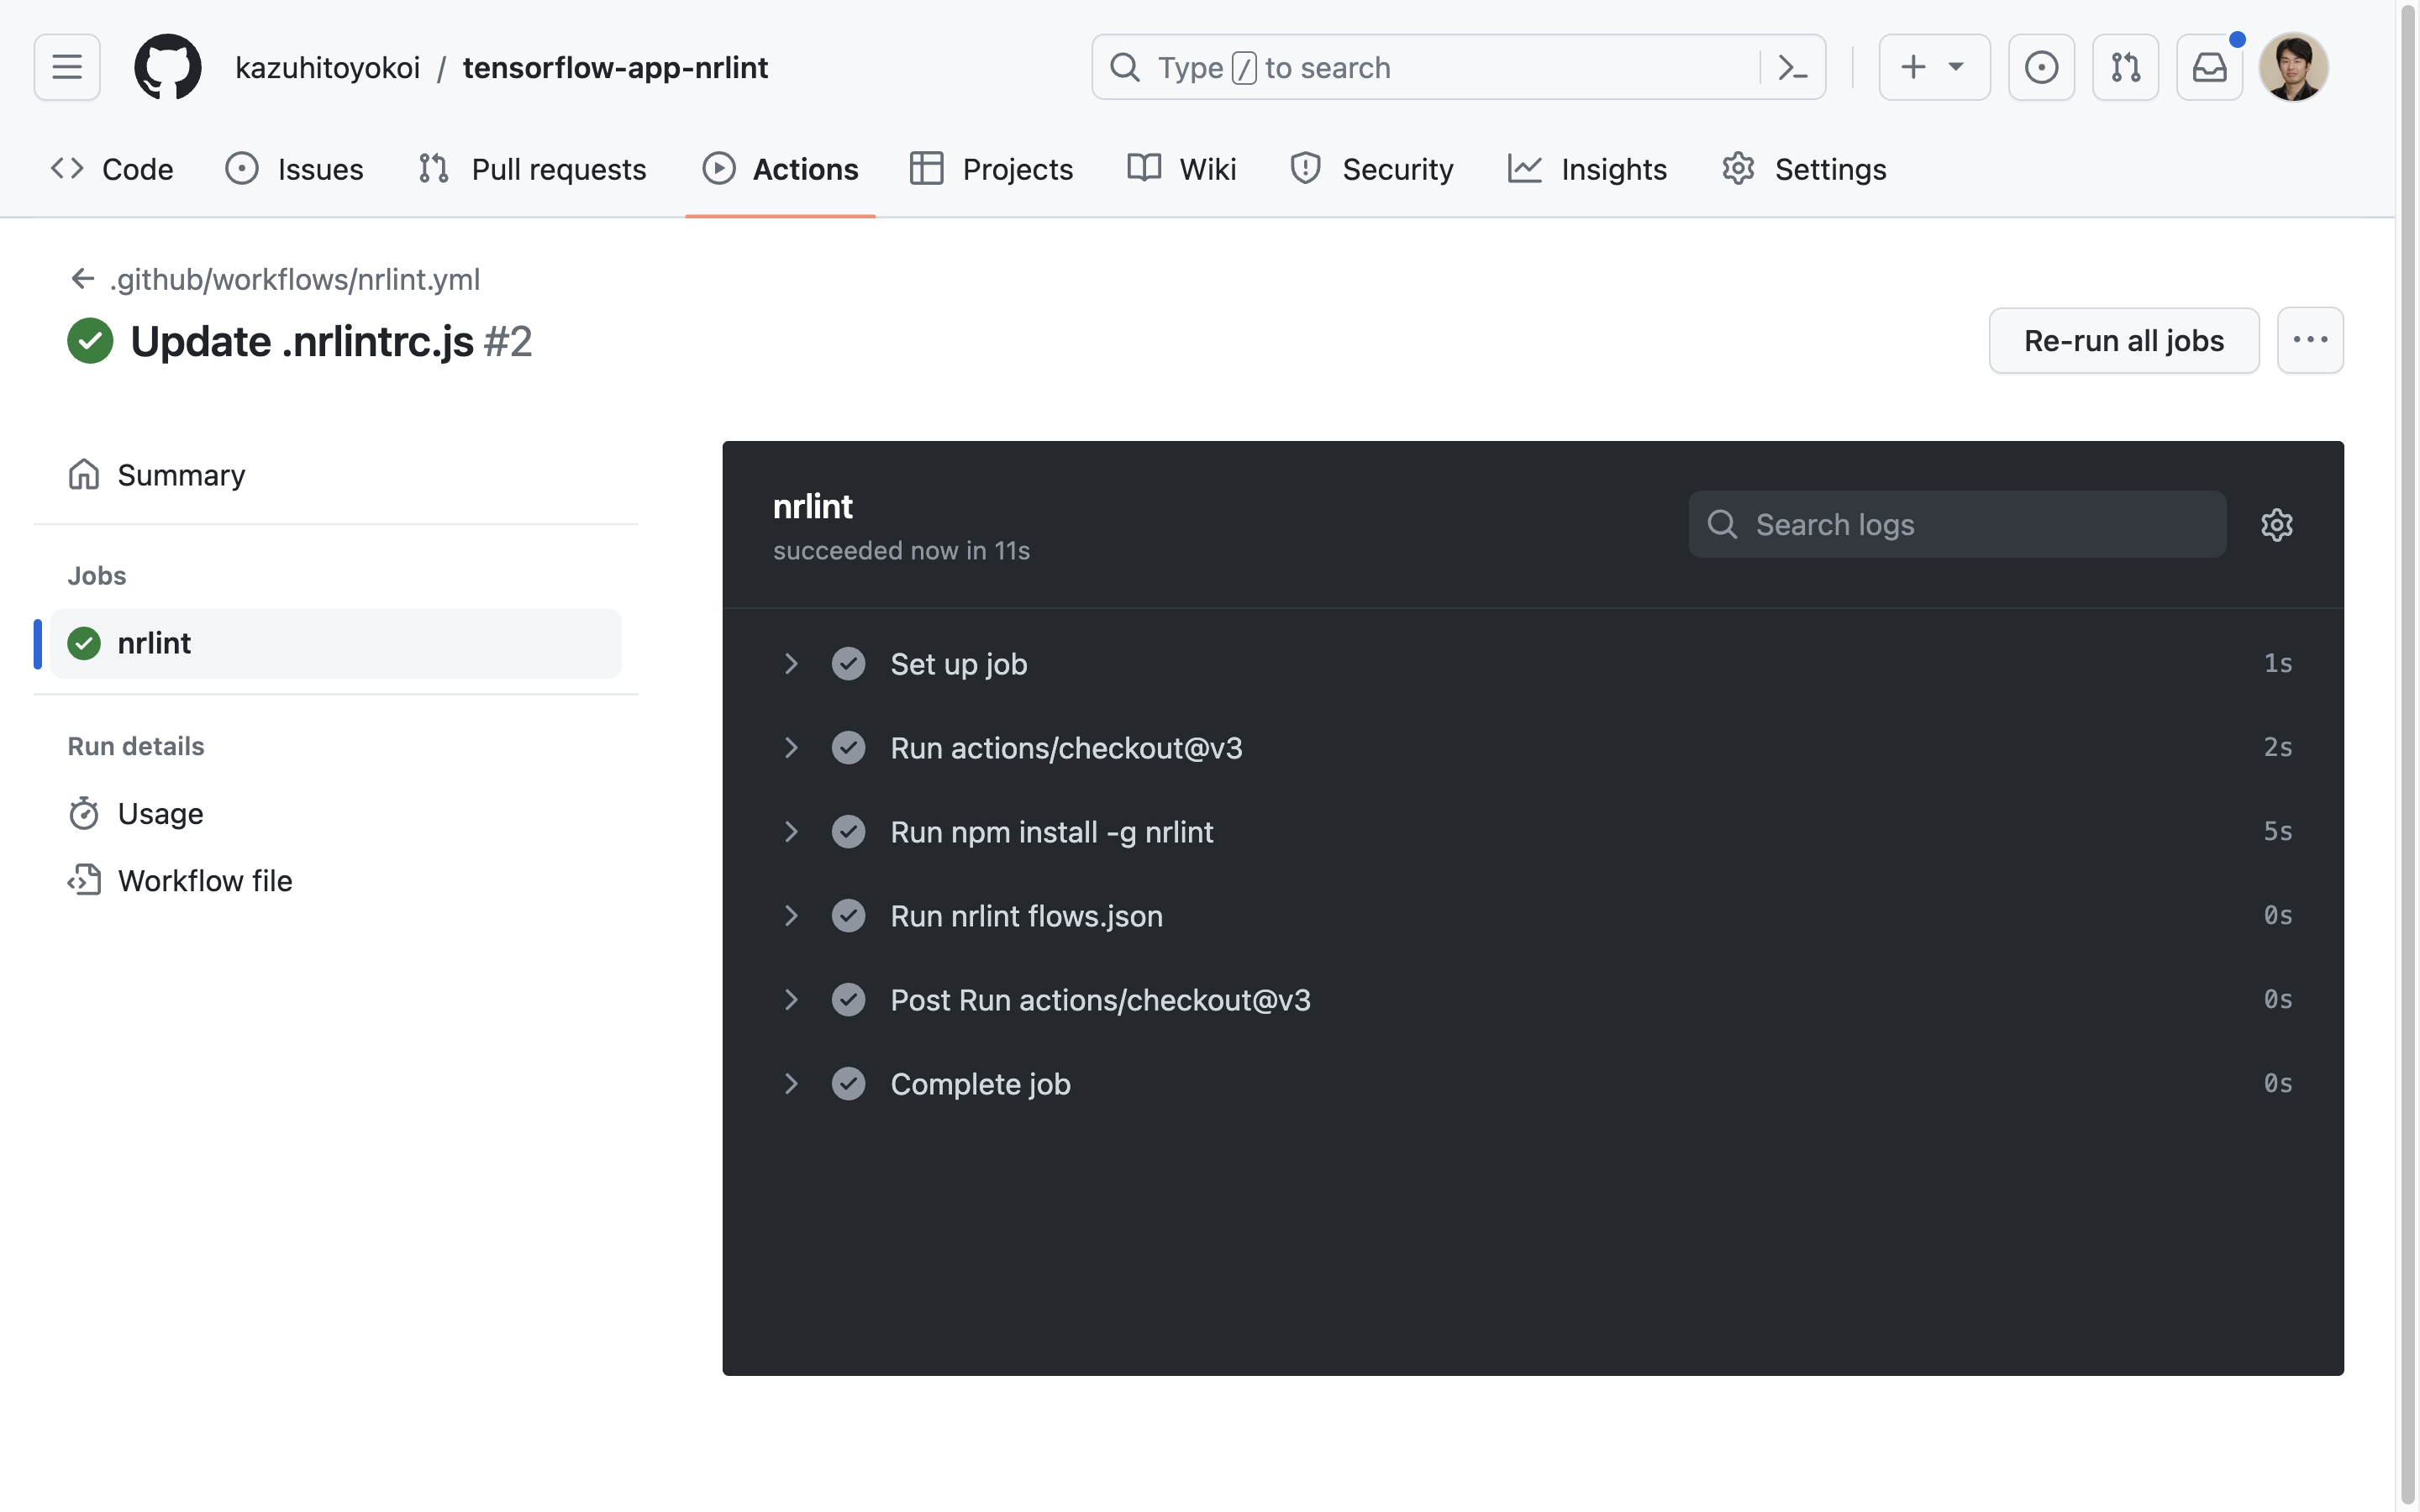 kazuhitoyokoi / tensorflow-app-nrlint
Type / to search
Code Issues Pull requests Actions Projects Wiki Security Insights Settings
.github/workflows/nrlint.yml
Update .nrlintrc.js #2
Re-run all jobs
Summary
Jobs
nrlint
Run details
Usage
Workflow file
nrlint
succeeded now in 11s
Search logs
Set up job 1s
Run actions/checkout@v3 2s
Run npm install -g nrlint 5s
Run nrlint flows.json 0s
Post Run actions/checkout@v3 0s
Complete job 0s